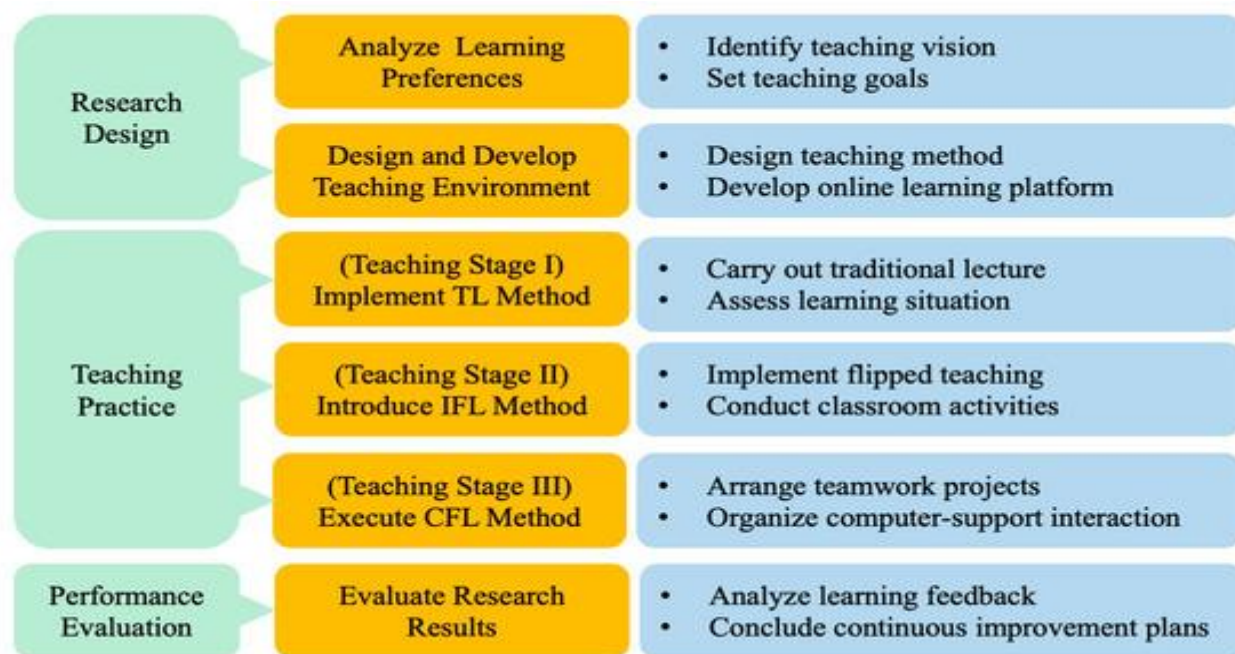 Research
Design
Analyze Learning
Preferences
• Identify teaching vision
• Set teaching goals
Design and Develop
Teaching Environment
• Design teaching method
• Develop online learning platform
Teaching
Practice
(Teaching Stage I)
Implement TL Method
• Carry out traditional lecture
• Assess learning situation
(Teaching Stage II)
Introduce IFL Method
• Implement flipped teaching
• Conduct classroom activities
(Teaching Stage III)
Execute CFL Method
• Arrange teamwork projects
• Organize computer-support interaction
Performance
Evaluation
Evaluate Research
Results
• Analyze learning feedback
• Conclude continuous improvement plans